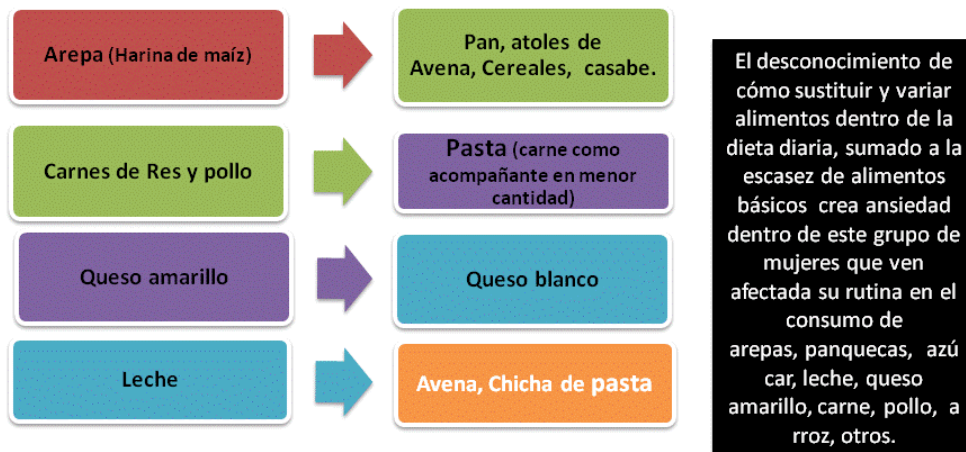 Arepa (Harina de maíz)
Pan, atoles de
Avena, Cereales, casabe.
Carnes de Res y pollo
Pasta (carne como
acompañante en menor
cantidad)
Queso amarillo
Queso blanco
Leche
Avena, Chicha de pasta
El desconocimiento de
cómo sustituir y variar
alimentos dentro de la
dieta diaria, sumado a la
escasez de alimentos
básicos crea ansiedad
dentro de este grupo de
mujeres que ven
afectada su rutina en el
consumo de
arepas, panquecas, azú
car, leche, queso
amarillo, carne, pollo, a
rroz, otros.